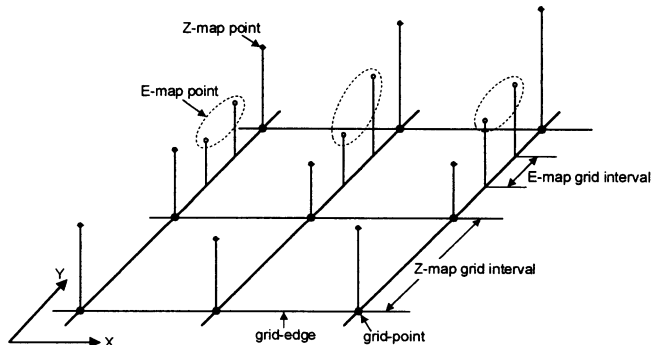 Z-map point
E-map point
E-map grid interval
Z-map grid interval
Y
X
grid-edge
grid-point